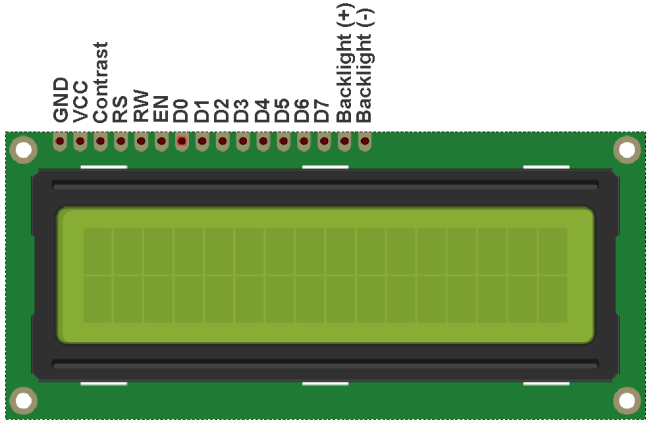 GND
VCC
Contrast
RS
RW
EN
D0
D1
D2
D3
D4
D5
D6
D7
Backlight (+)
Backlight (-)